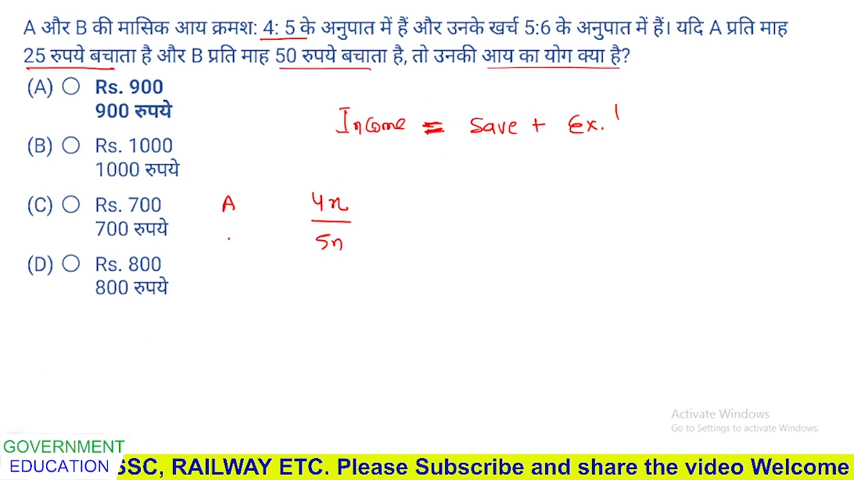 A और B की मासिक आय क्रमश: 4: 5 के अनुपात में हैं और उनके खर्च 5:6 के अनुपात में हैं। यदि A प्रति माह
25 रुपये बचाता है और B प्रति माह 50 रुपये बचाता है, तो उनकी आय का योग क्या है?
(A) Rs. 900
900 रुपये
Income = Save + Ex.
(B) Rs. 1000
1000 रुपये
(C) Rs. 700
700 रुपये
A 4x
5x
(D) Rs. 800
800 रुपये
Activate Windows
Go to Settings to activate Windows.
GOVERNMENT
EDUCATION
SSC, RAILWAY ETC. Please Subscribe and share the video Welcome